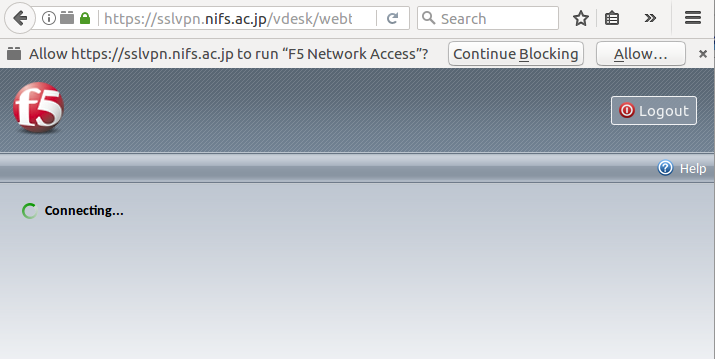 https://sslvpn.nifs.ac.jp/vdesk/webt
Search
Allow https://sslvpn.nifs.ac.jp to run “F5 Network Access”?
Continue Blocking
Allow...
f5
Logout
Help
Connecting...